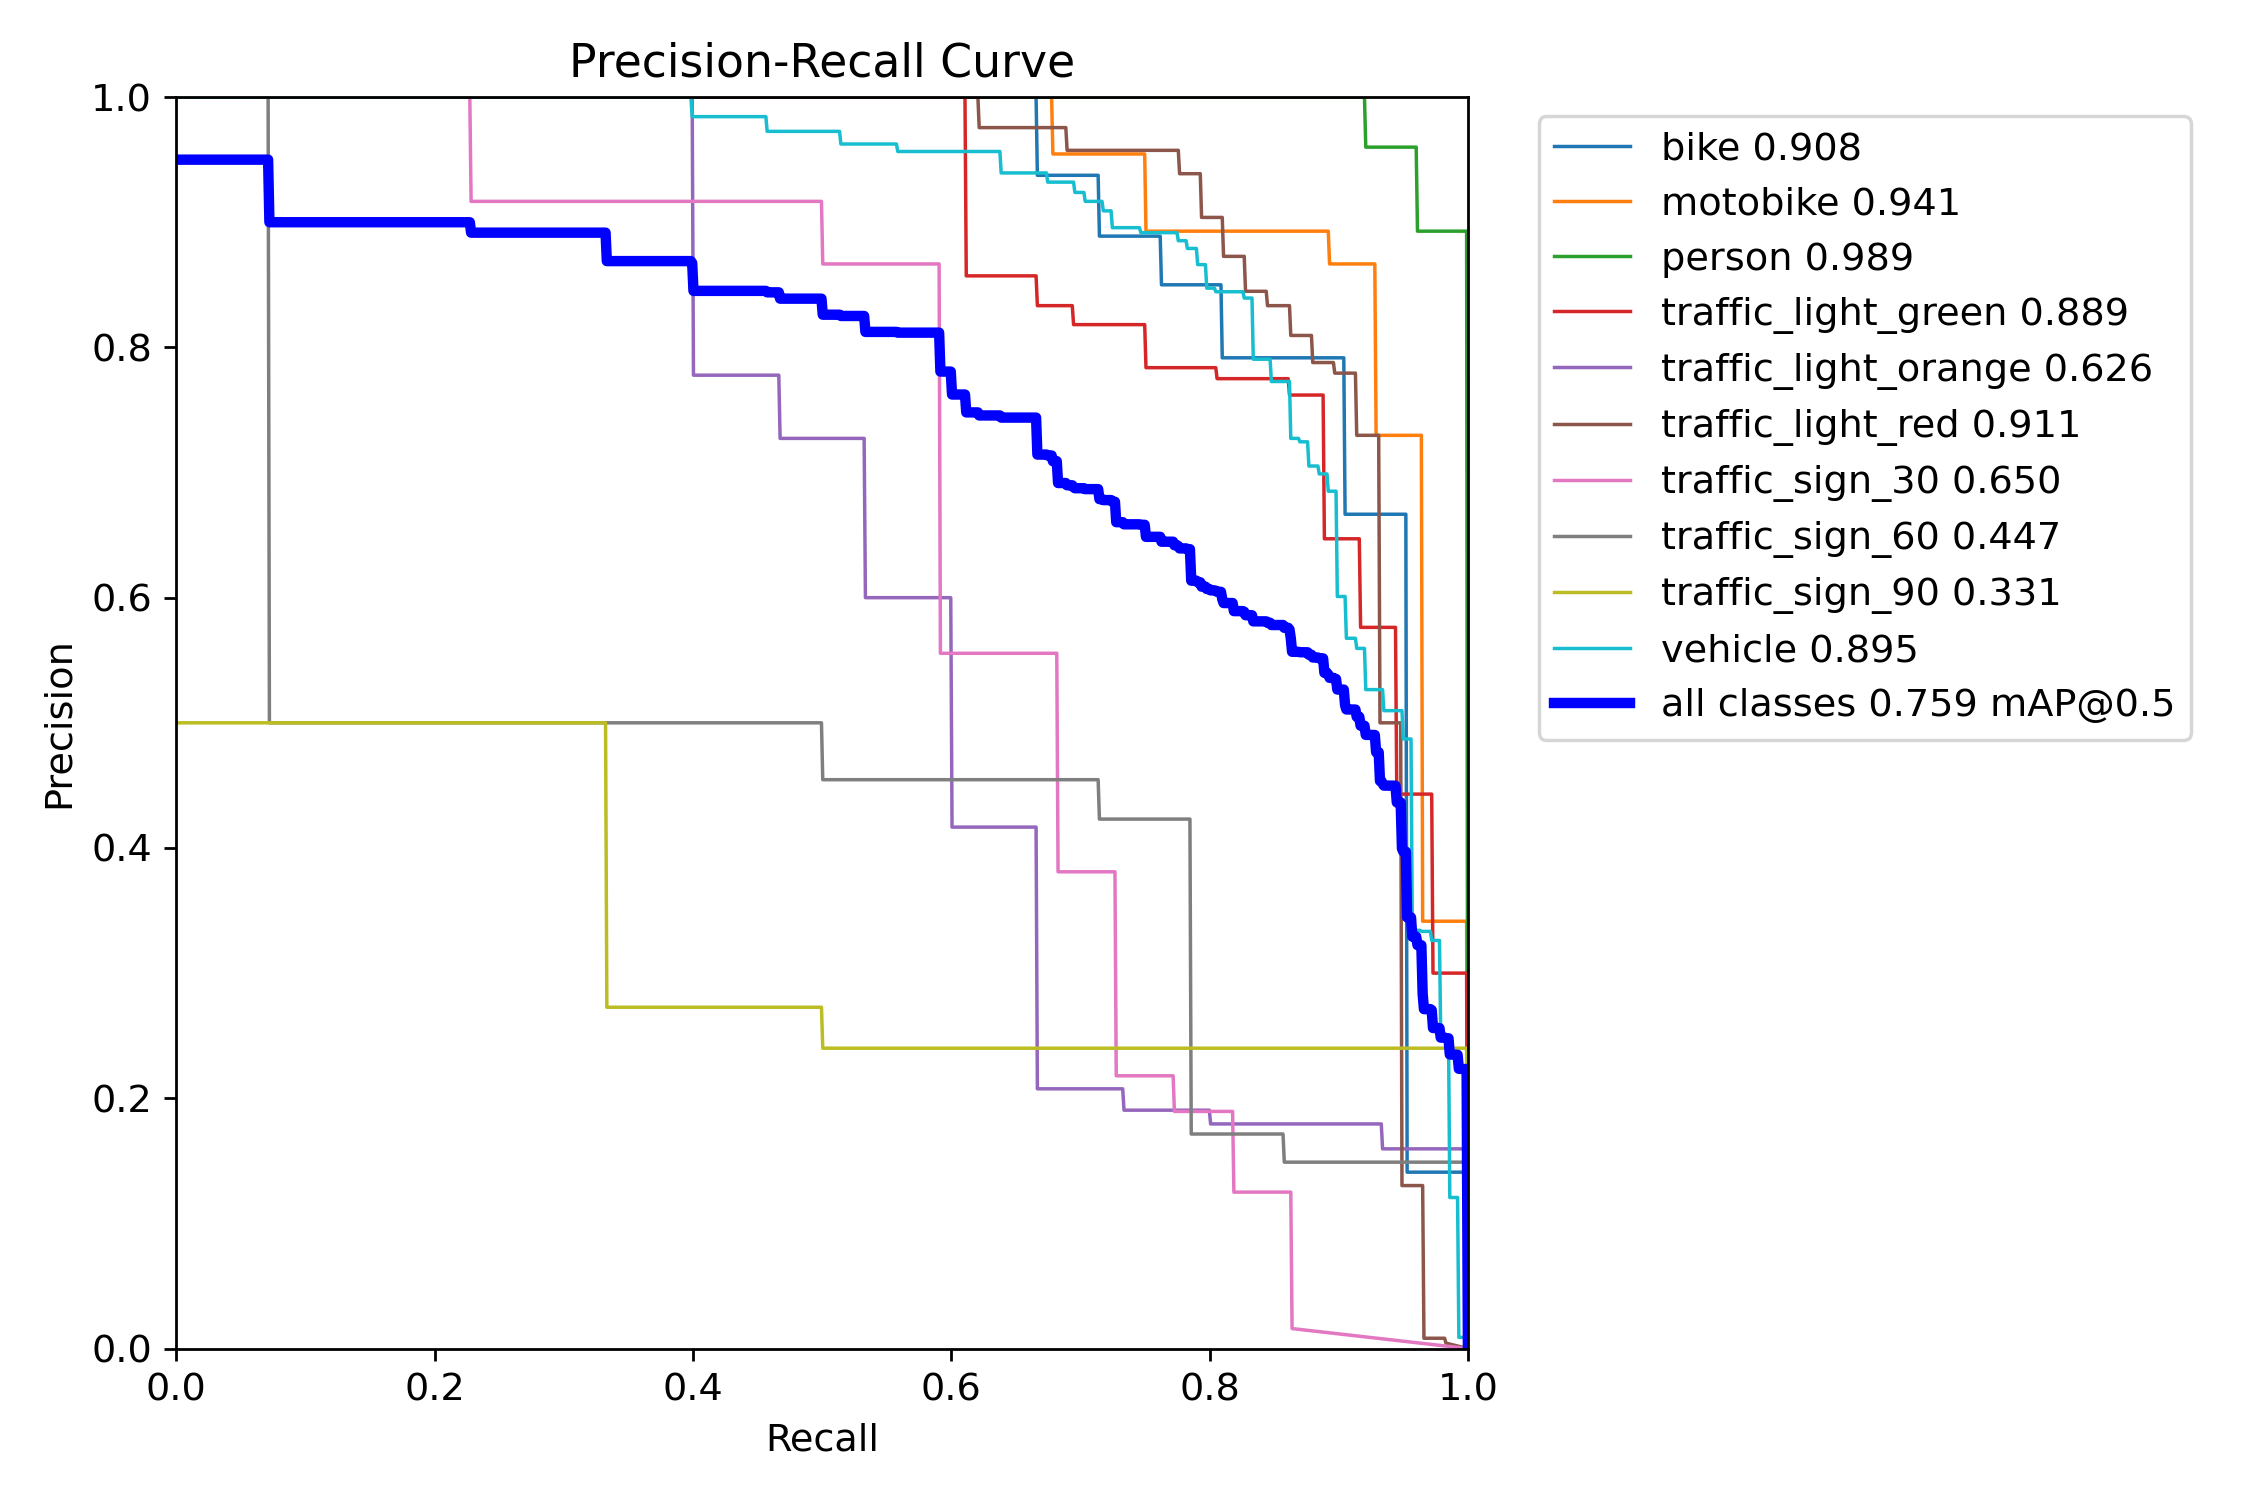 Precision-Recall Curve
1.0
0.8
0.6
0.4
0.2
0.0
Precision
0.0 0.2 0.4 0.6 0.8 1.0
Recall
bike 0.908
motobike 0.941
person 0.989
traffic_light_green 0.889
traffic_light_orange 0.626
traffic_light_red 0.911
traffic_sign_30 0.650
traffic_sign_60 0.447
traffic_sign_90 0.331
vehicle 0.895
all classes 0.759 mAP@0.5